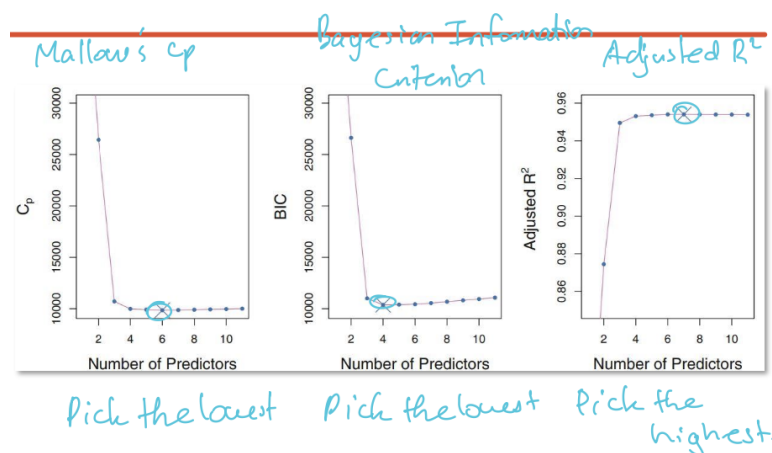 Mallow's Cp
Bayesian Information
Criterion
Adjusted R²
30000
25000
20000
15000
10000
Cp
2 4 6 8 10
Number of Predictors
30000
25000
20000
15000
10000
BIC
2 4 6 8 10
Number of Predictors
0.96
0.94
0.92
0.90
0.88
0.86
Adjusted R²
2 4 6 8 10
Number of Predictors
Pick the lowest
Pick the lowest
Pick the
highest.